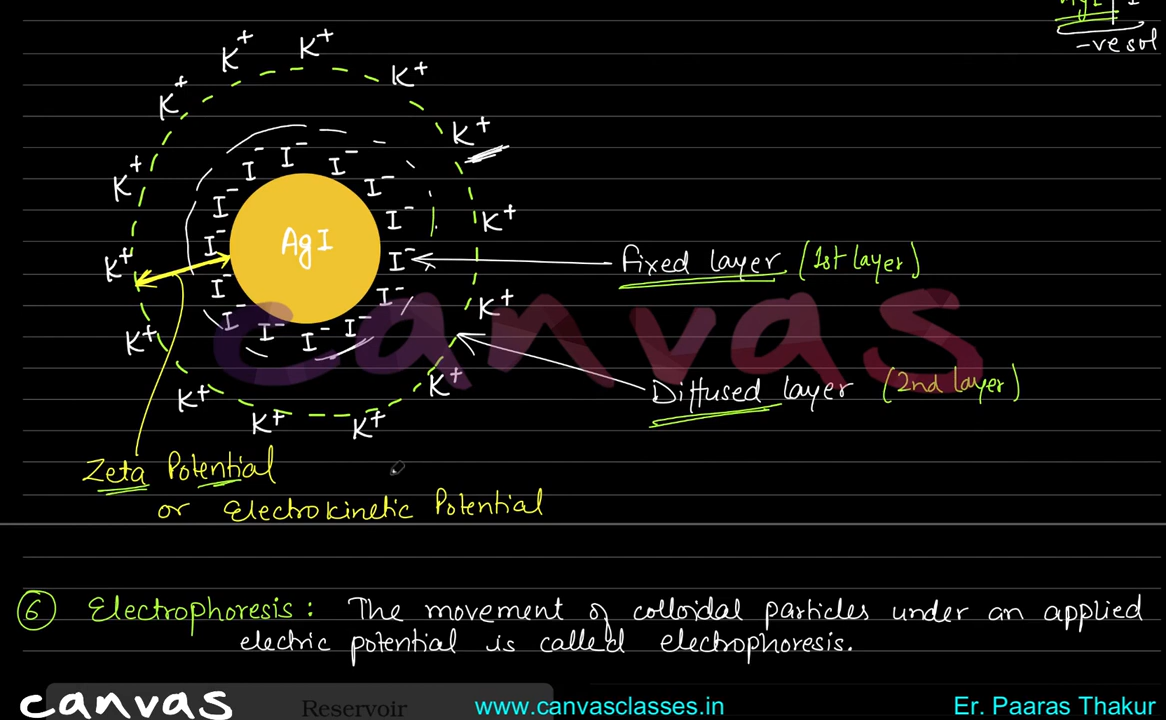 AgI | I⁻
-ve sol
K⁺ K⁺ K⁺ K⁺ K⁺ K⁺ K⁺ K⁺ K⁺ K⁺ K⁺ K⁺ K⁺ K⁺
I⁻ I⁻ I⁻ I⁻ I⁻ I⁻ I⁻ I⁻ I⁻ I⁻ I⁻ I⁻ I⁻ I⁻
AgI
Fixed layer (1st layer)
canvas
Diffused layer (2nd layer)
Zeta Potential
or Electrokinetic Potential
6 Electrophoresis: The movement of colloidal particles under an applied
electric potential is called electrophoresis.
canvas Reservoir www.canvasclasses.in Er. Paaras Thakur